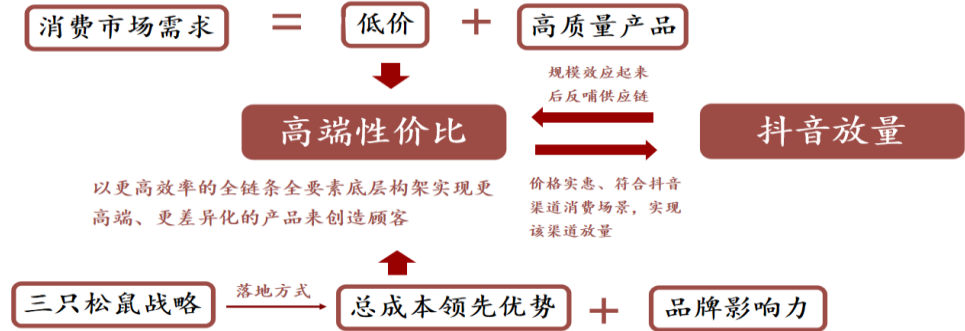 消费市场需求 = 低价 + 高质量产品
规模效应起来
后反哺供应链
高端性价比
抖音放量
以更高效率的全链条全要素底层构架实现更
高端、更差异化的产品来创造顾客
价格实惠、符合抖音
渠道消费场景，实现
该渠道放量
三只松鼠战略 落地方式 总成本领先优势 + 品牌影响力